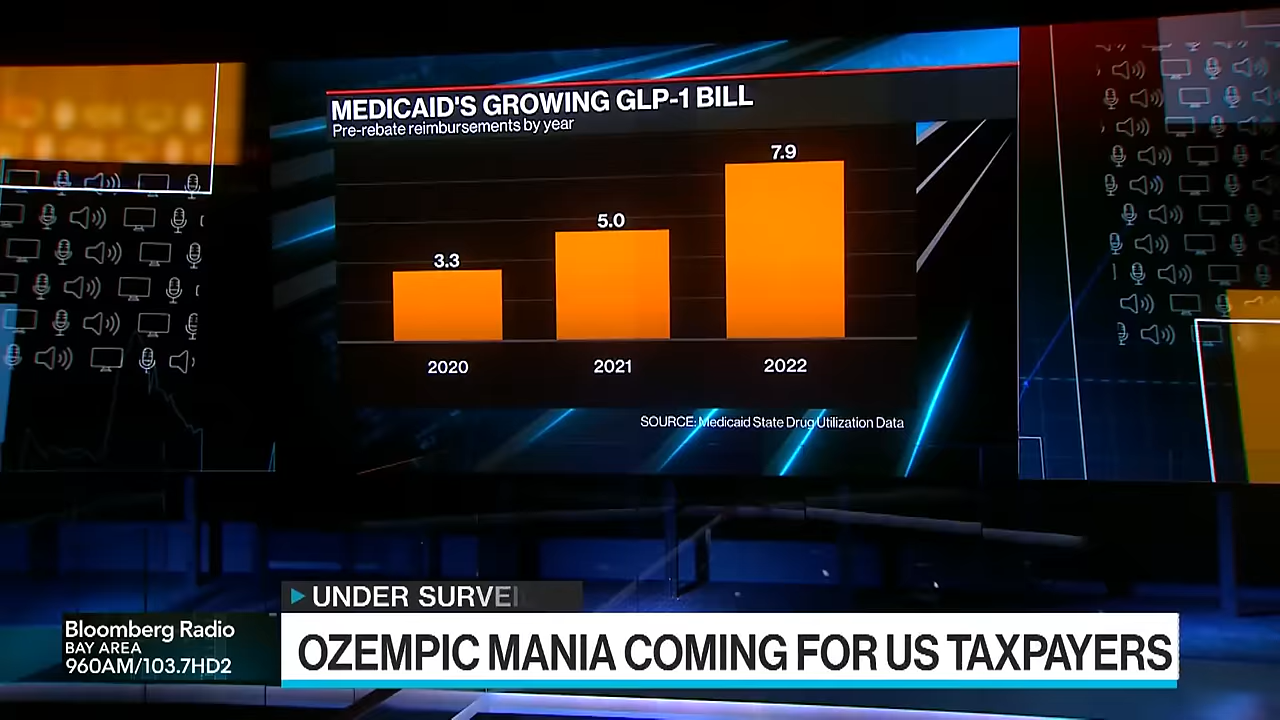 MEDICAID'S GROWING GLP-1 BILL
Pre-rebate reimbursements by year
3.3
5.0
7.9
2020
2021
2022
SOURCE: Medicaid State Drug Utilization Data
UNDER SURVEI
Bloomberg Radio
BAY AREA
960AM/103.7HD2
OZEMPIC MANIA COMING FOR US TAXPAYERS